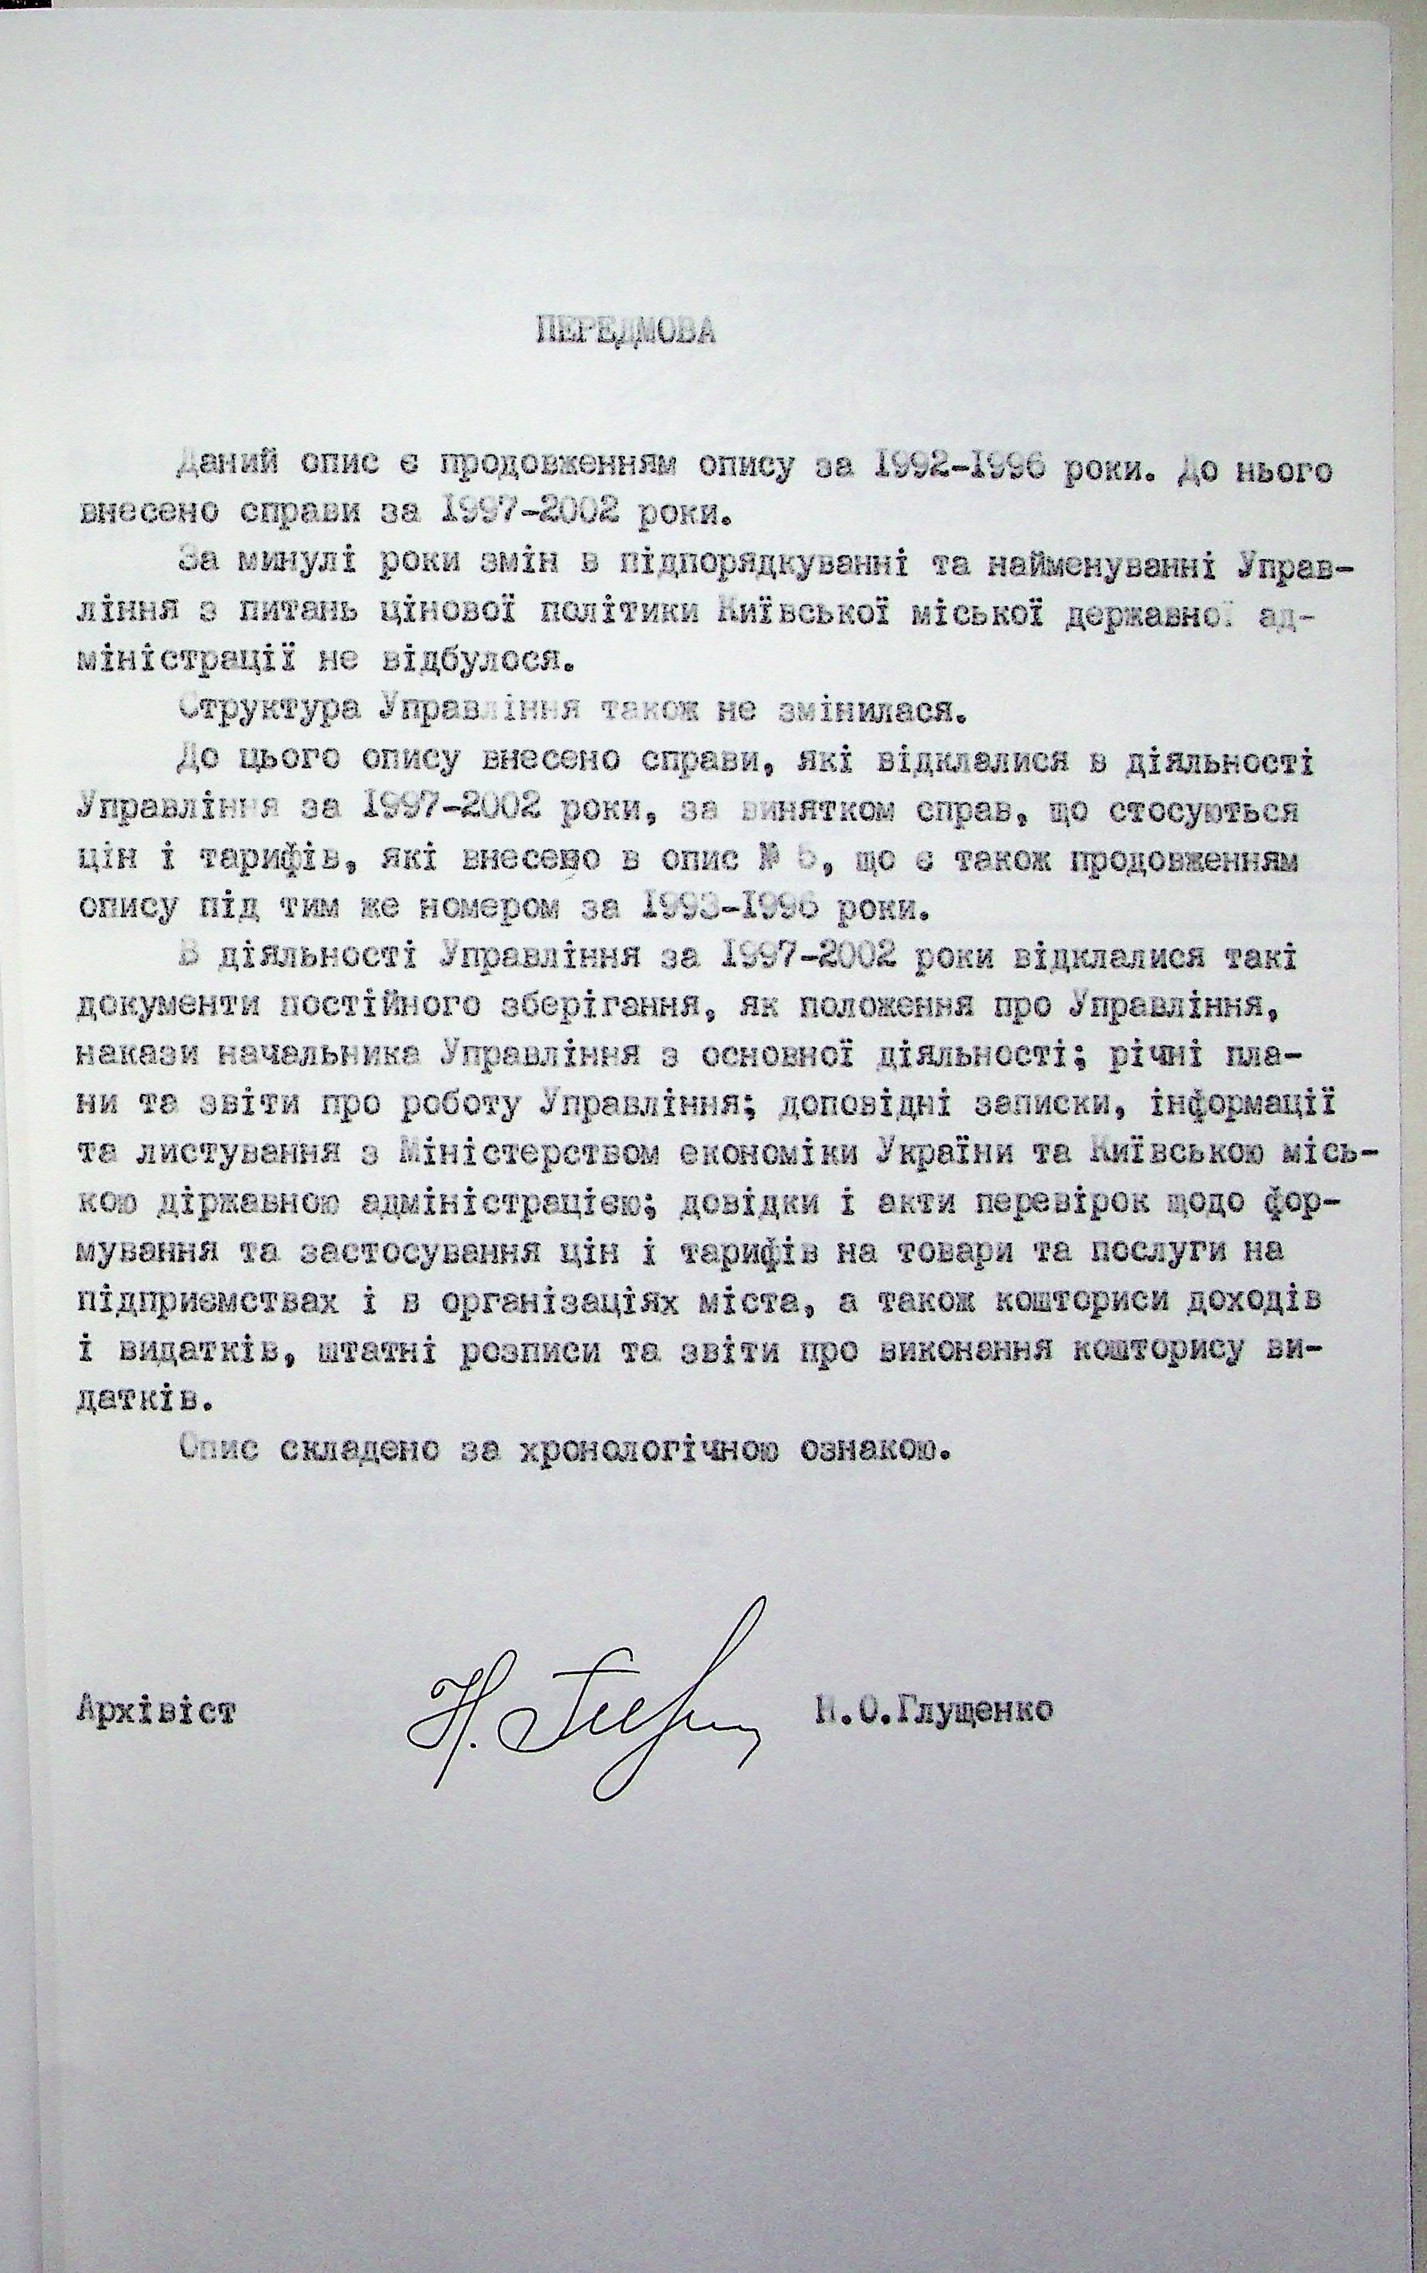 ПЕРЕДМОВА
Даний опис є продовженням опису за 1992-1996 роки. До нього
внесено справи за 1997-2002 роки.
За минулі роки змін в підпорядкуванні та найменуванні Управ-
ління з питань цінової політики Київської міської державної ад-
міністрації не відбулося.
Структура Управління також не змінилася.
До цього опису внесено справи, які відклалися в діяльності
Управління за 1997-2002 роки, за винятком справ, що стосуються
цін і тарифів, які внесено в опис № 5, що є також продовженням
опису під тим же номером за 1993-1996 роки.
В діяльності Управління за 1997-2002 роки відклалися такі
документи постійного зберігання, як положення про Управління,
накази начальника Управління з основної діяльності; річні пла-
ни та звіти про роботу Управління; доповідні записки, інформації
та листування з Міністерством економіки України та Київською місь-
кою діржавною адміністрацією; довідки і акти перевірок щодо фор-
мування та застосування цін і тарифів на товари та послуги на
підприємствах і в організаціях міста, а також кошториси доходів
і видатків, штатні розписи та звіти про виконання кошторису ви-
датків.
Опис складено за хронологічною ознакою.
Архівіст Н.О.Глущенко